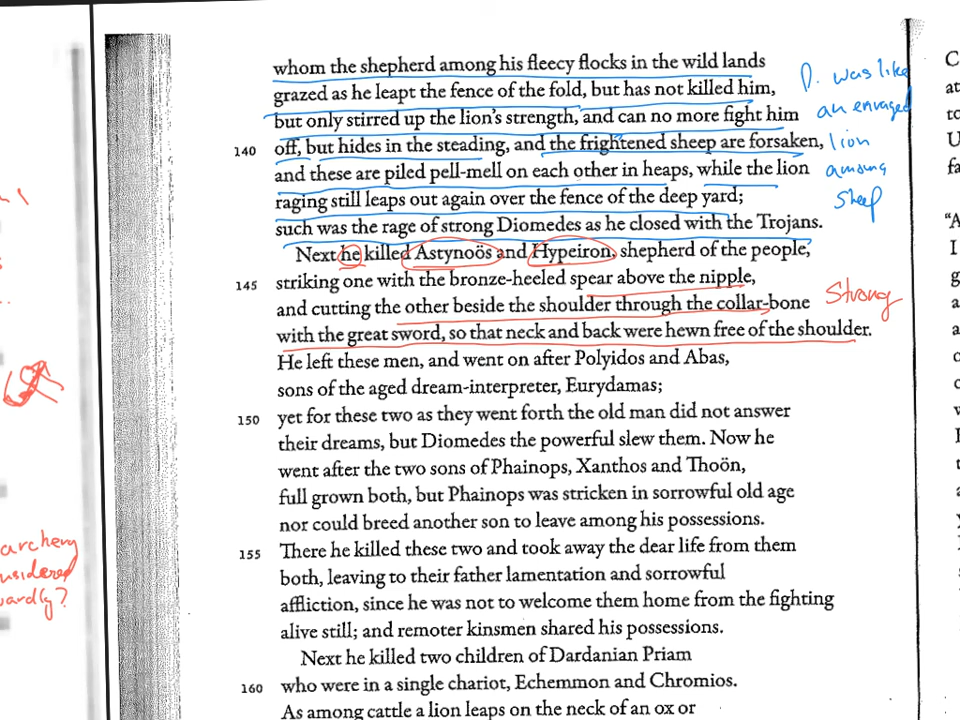 whom the shepherd among his fleecy flocks in the wild lands
grazed as he leapt the fence of the fold, but has not killed him,
but only stirred up the lion's strength, and can no more fight him
140 off, but hides in the steading, and the frightened sheep are forsaken,
and these are piled pell-mell on each other in heaps, while the lion
raging still leaps out again over the fence of the deep yard;
such was the rage of strong Diomedes as he closed with the Trojans.
Next he killed Astynoös and Hypeiron, shepherd of the people,
145 striking one with the bronze-heeled spear above the nipple,
and cutting the other beside the shoulder through the collar-bone
with the great sword, so that neck and back were hewn free of the shoulder.
He left these men, and went on after Polyidos and Abas,
sons of the aged dream-interpreter, Eurydamas;
150 yet for these two as they went forth the old man did not answer
their dreams, but Diomedes the powerful slew them. Now he
went after the two sons of Phainops, Xanthos and Thoön,
full grown both, but Phainops was stricken in sorrowful old age
nor could breed another son to leave among his possessions.
155 There he killed these two and took away the dear life from them
both, leaving to their father lamentation and sorrowful
affliction, since he was not to welcome them home from the fighting
alive still; and remoter kinsmen shared his possessions.
Next he killed two children of Dardanian Priam
160 who were in a single chariot, Echemmon and Chromios.
As among cattle a lion leaps on the neck of an ox or
D. was like
an enraged
lion
among
sheep
Strong
archery
nsidered
wardly?